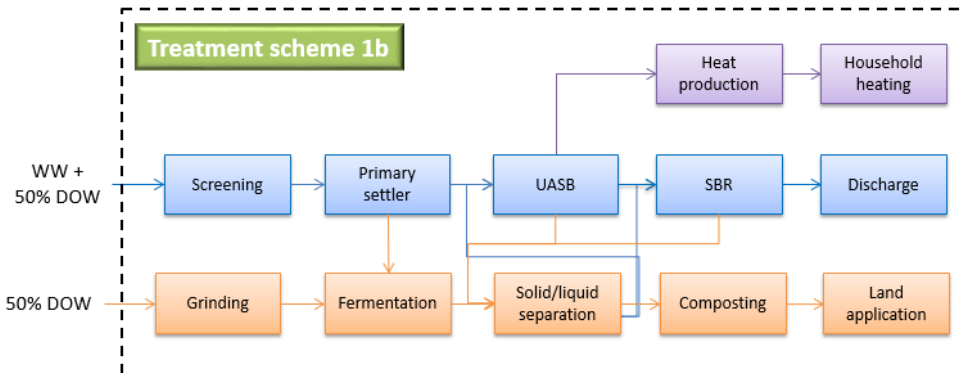 Treatment scheme 1b
Heat
production
Household
heating
WW +
50% DOW
Screening
Primary
settler
UASB
SBR
Discharge
50% DOW
Grinding
Fermentation
Solid/liquid
separation
Composting
Land
application